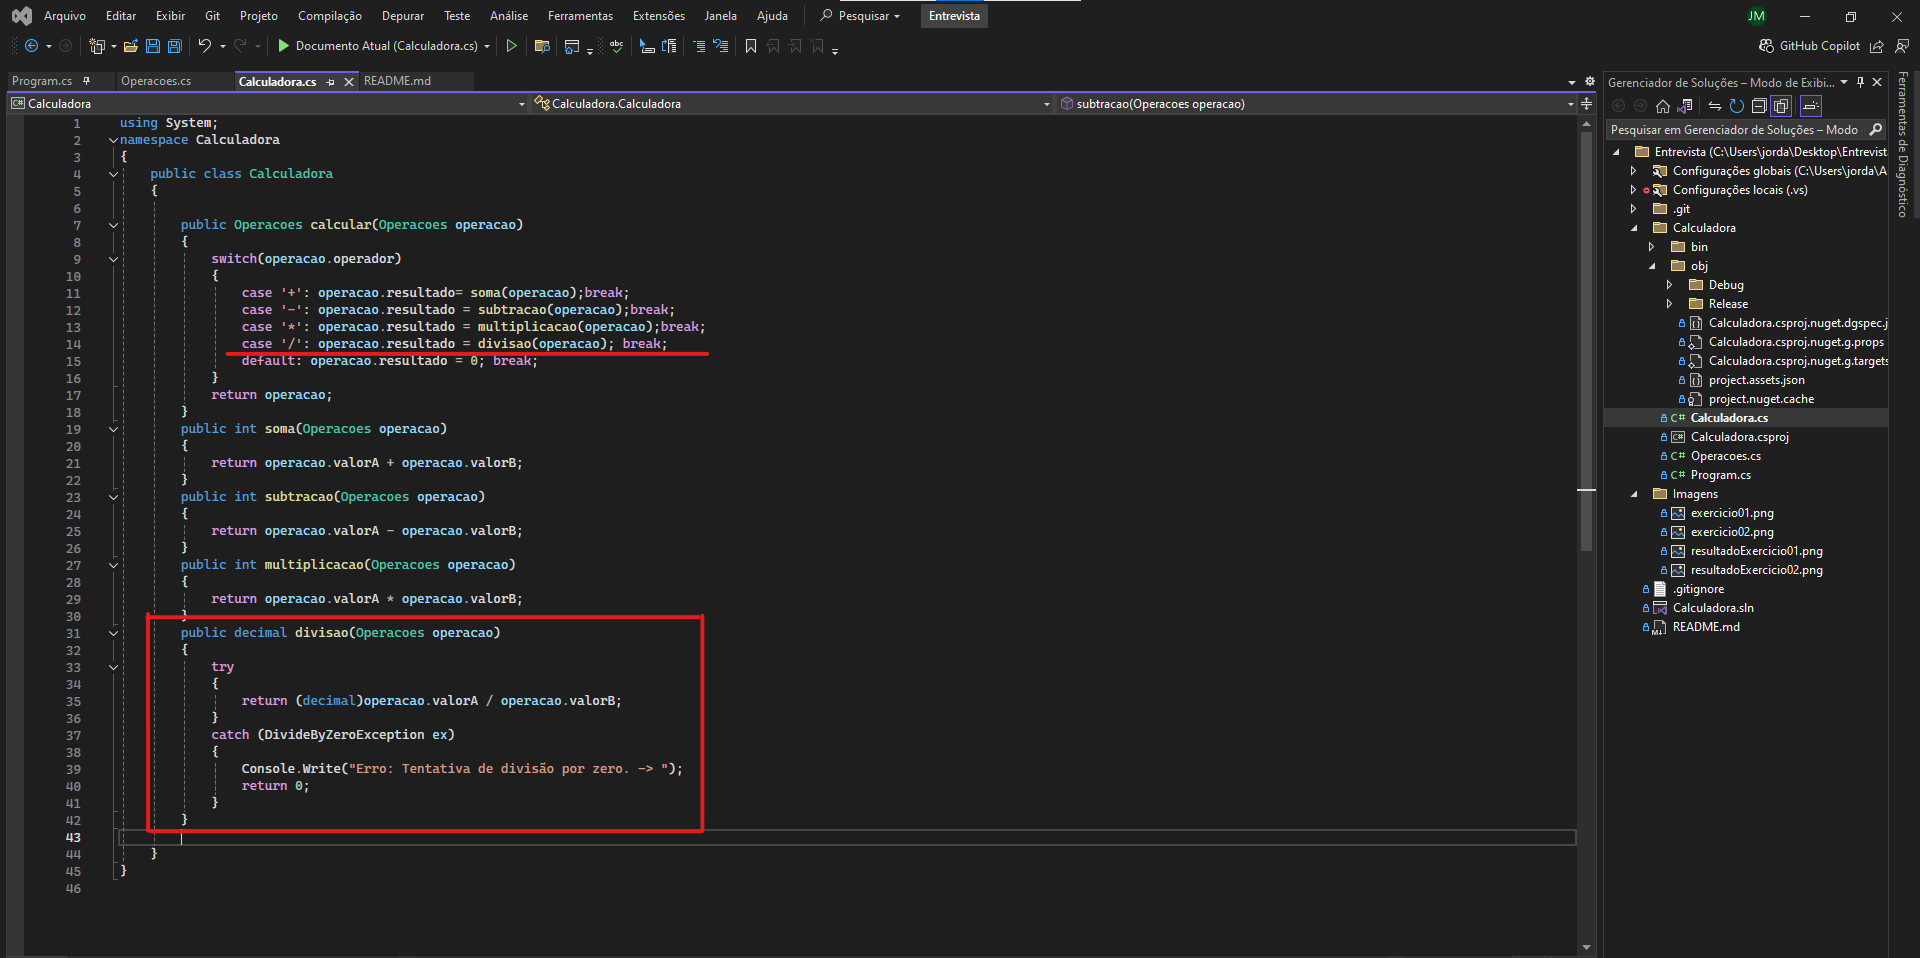 Arquivo Editar Exibir Git Projeto Compilação Depurar Teste Análise Ferramentas Extensões Janela Ajuda Pesquisar Entrevista JM
Documento Atual (Calculadora.cs) GitHub Copilot
Program.cs Operacoes.cs Calculadora.cs README.md
Calculadora Calculadora.Calculadora subtracao(Operacoes operacao)
1 using System;
2 namespace Calculadora
3 {
4 public class Calculadora
5 {
6
7 public Operacoes calcular(Operacoes operacao)
8 {
9 switch(operacao.operador)
10 {
11 case '+': operacao.resultado= soma(operacao);break;
12 case '-': operacao.resultado = subtracao(operacao);break;
13 case '*': operacao.resultado = multiplicacao(operacao);break;
14 case '/': operacao.resultado = divisao(operacao); break;
15 default: operacao.resultado = 0; break;
16 }
17 return operacao;
18 }
19 public int soma(Operacoes operacao)
20 {
21 return operacao.valorA + operacao.valorB;
22 }
23 public int subtracao(Operacoes operacao)
24 {
25 return operacao.valorA - operacao.valorB;
26 }
27 public int multiplicacao(Operacoes operacao)
28 {
29 return operacao.valorA * operacao.valorB;
30 }
31 public decimal divisao(Operacoes operacao)
32 {
33 try
34 {
35 return (decimal)operacao.valorA / operacao.valorB;
36 }
37 catch (DivideByZeroException ex)
38 {
39 Console.Write("Erro: Tentativa de divisão por zero. -> ");
40 return 0;
41 }
42 }
43
44 }
45 }
46
Gerenciador de Soluções – Modo de Exibi...
Pesquisar em Gerenciador de Soluções – Modo
Entrevista (C:\Users\jorda\Desktop\Entrevist
Configurações globais (C:\Users\jorda\A
Configurações locais (.vs)
.git
Calculadora
bin
obj
Debug
Release
Calculadora.csproj.nuget.dgspec.j
Calculadora.csproj.nuget.g.props
Calculadora.csproj.nuget.g.targets
project.assets.json
project.nuget.cache
C# Calculadora.cs
Calculadora.csproj
C# Operacoes.cs
C# Program.cs
Imagens
exercicio01.png
exercicio02.png
resultadoExercicio01.png
resultadoExercicio02.png
.gitignore
Calculadora.sln
README.md
Ferramentas de Diagnóstico